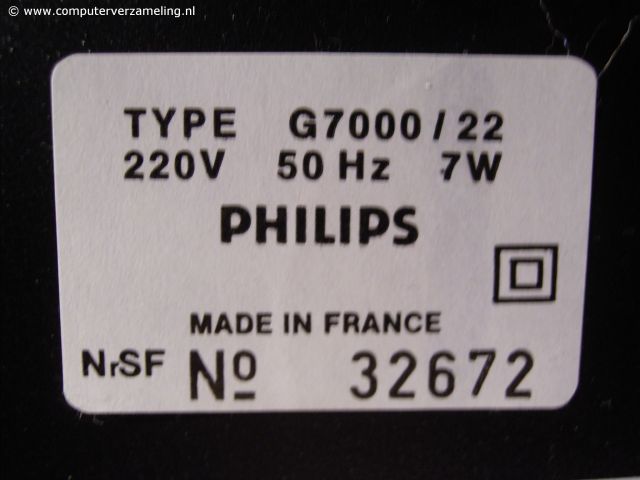 © www.computerverzameling.nl
TYPE G7000 / 22
220V 50 Hz 7W
PHILIPS
MADE IN FRANCE
NrSF Nº 32672